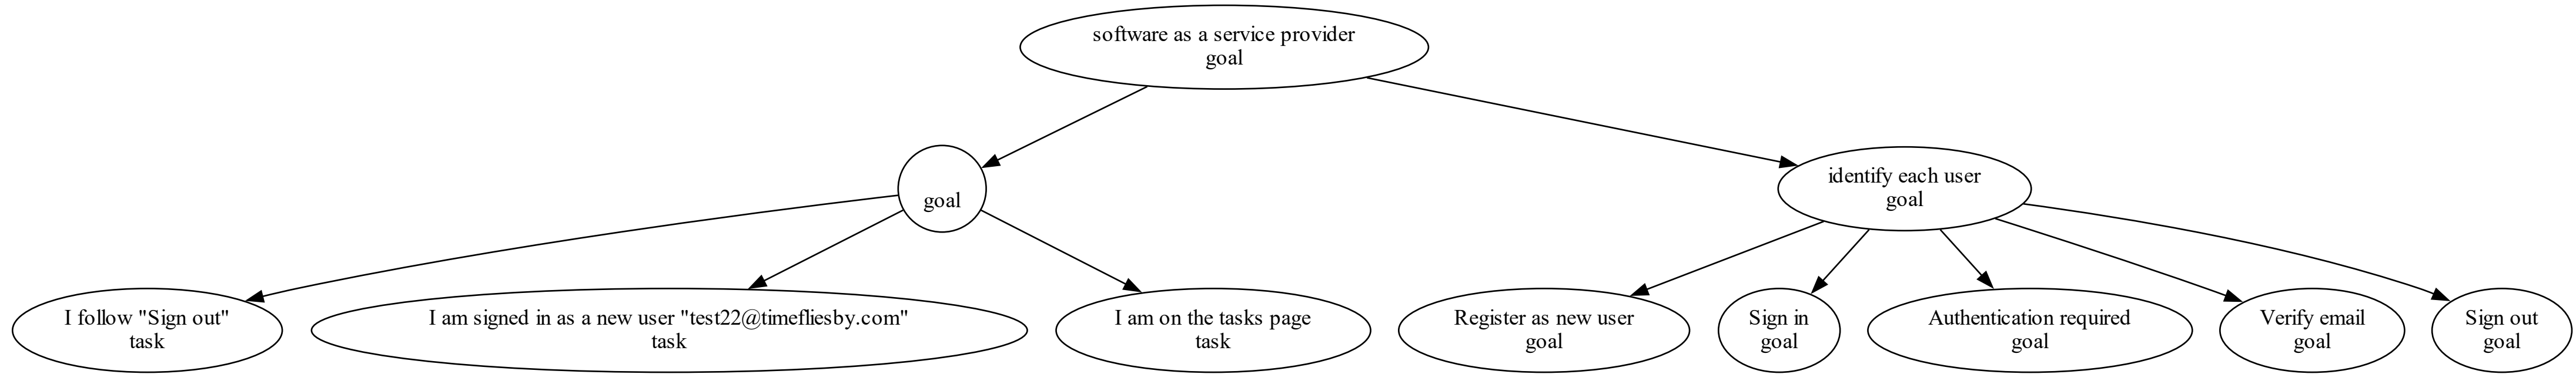 software as a service provider
goal
goal
identify each user
goal
I follow "Sign out"
task
I am signed in as a new user "test22@timefliesby.com"
task
I am on the tasks page
task
Register as new user
goal
Sign in
goal
Authentication required
goal
Verify email
goal
Sign out
goal